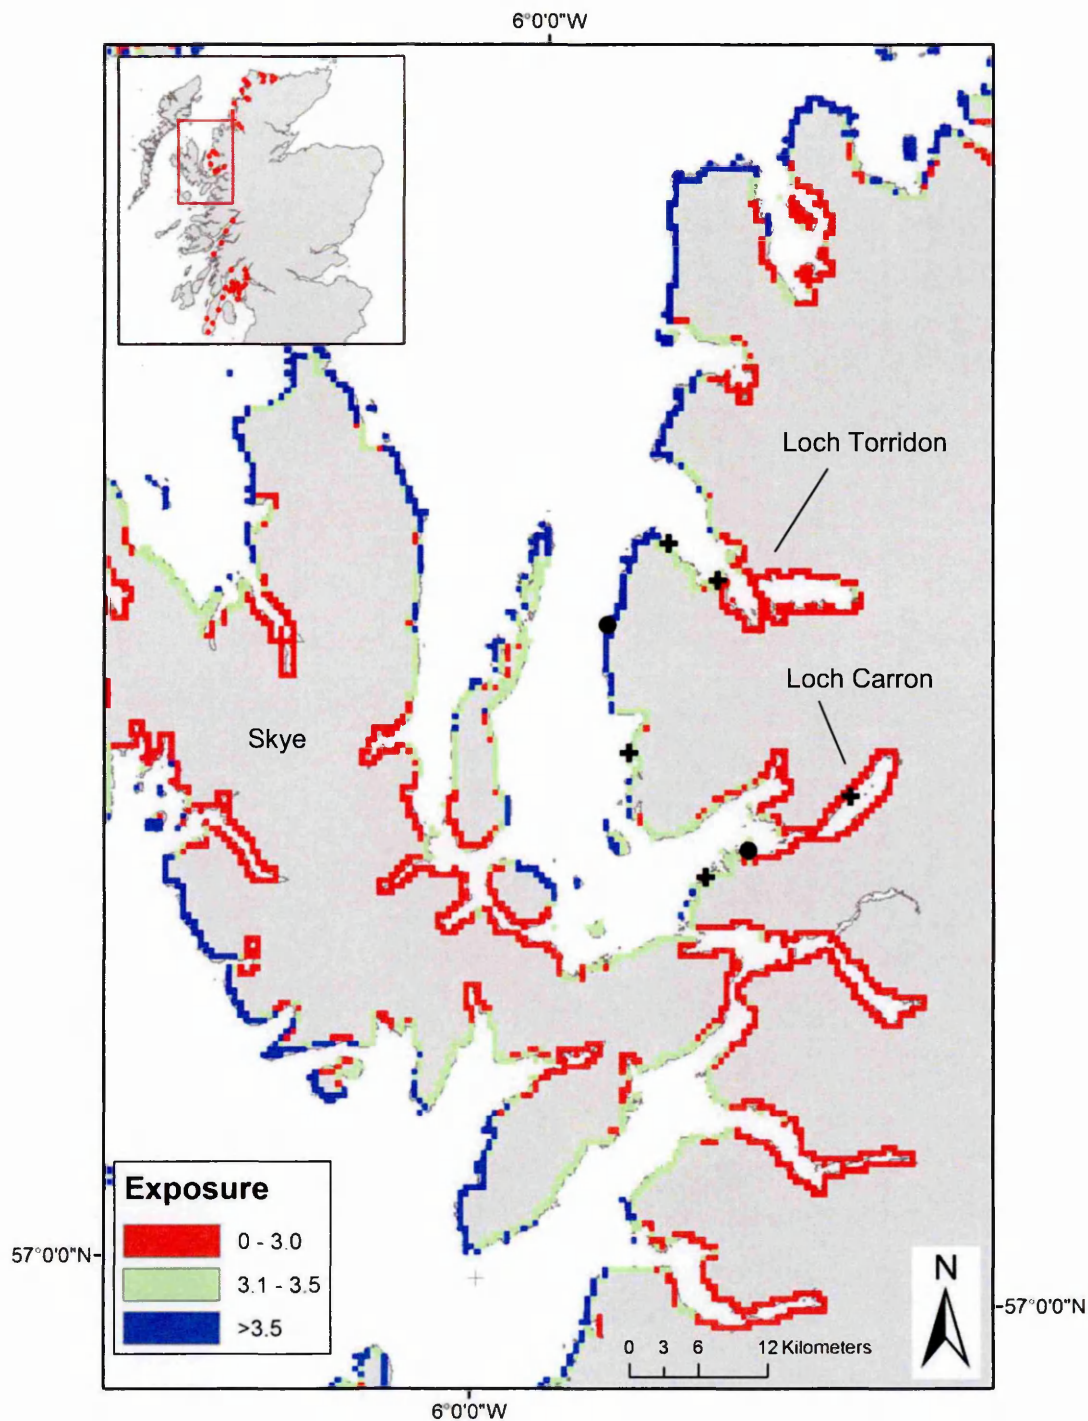 6°0'0"W
Loch Torridon
Loch Carron
Skye
Exposure
0 - 3.0
3.1 - 3.5
>3.5
57°0'0"N
57°0'0"N
N
0 3 6 12 Kilometers
6°0'0"W